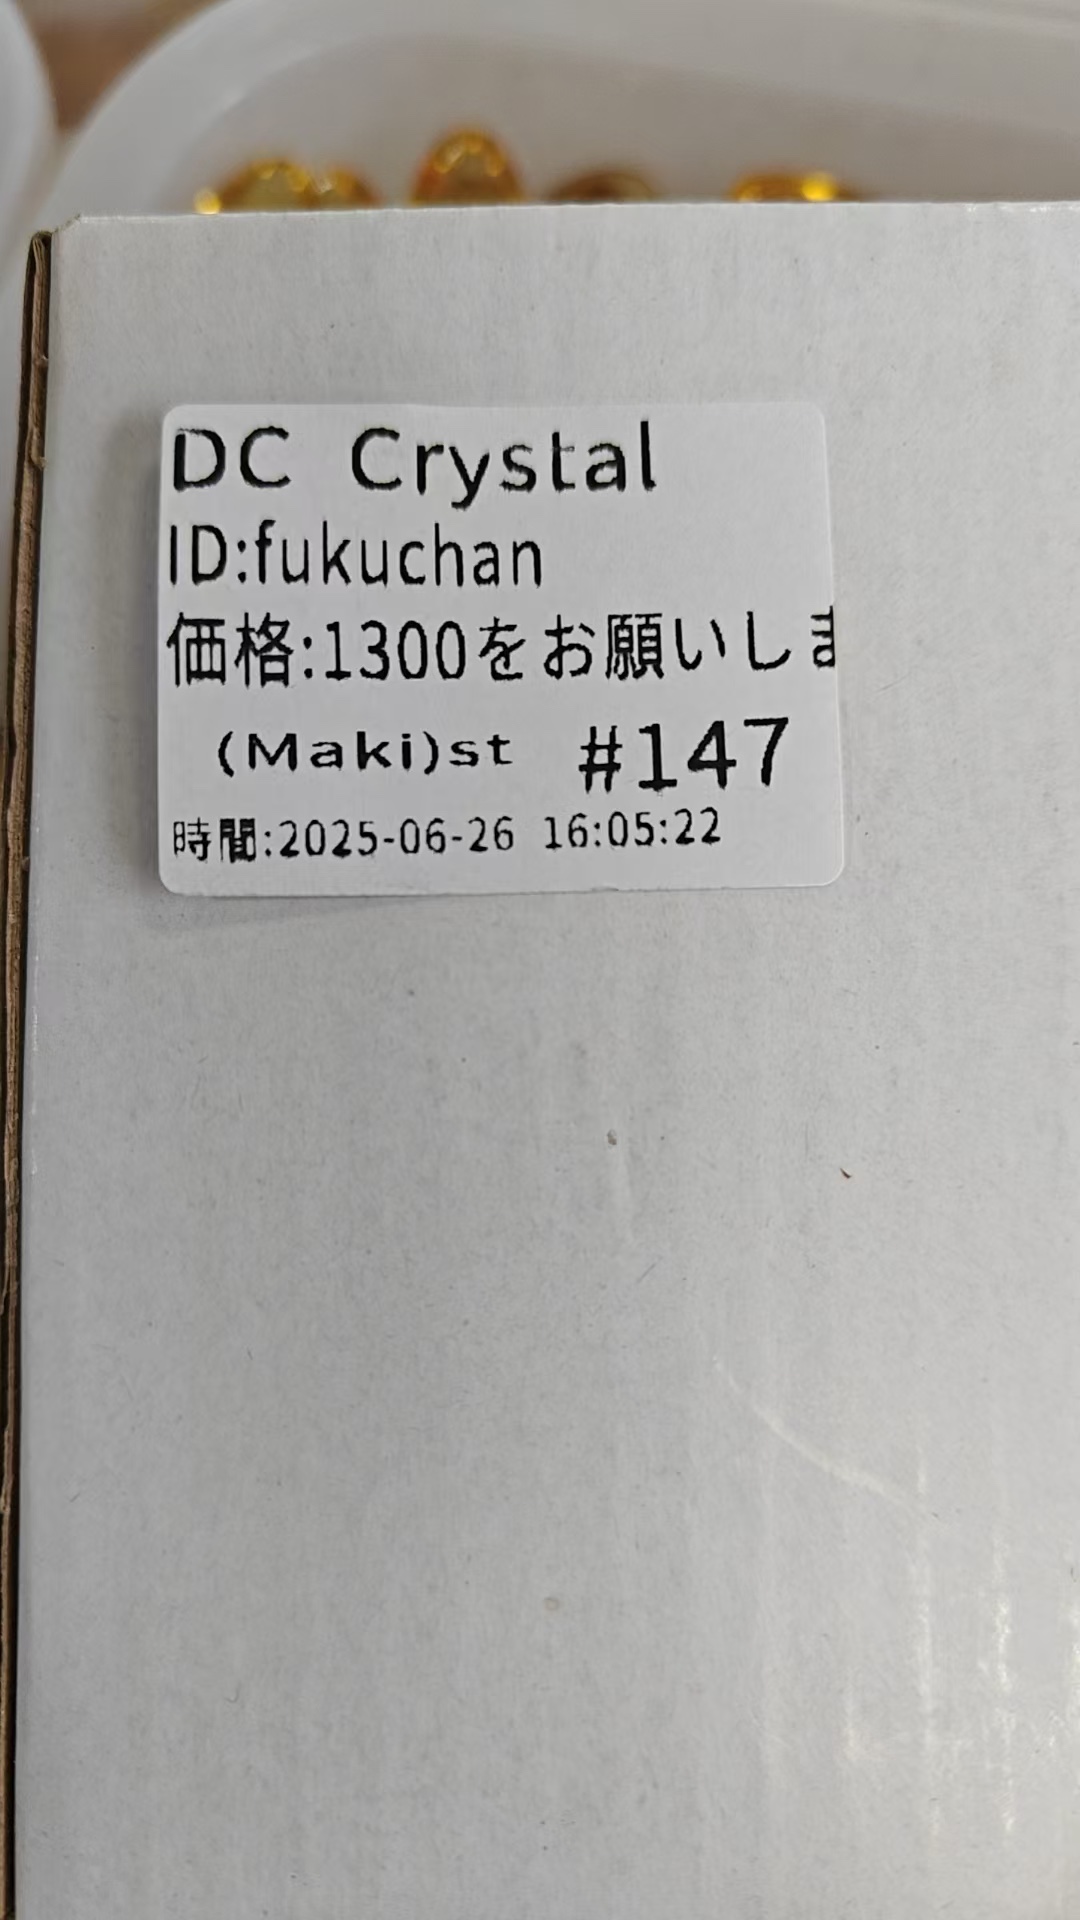 DC Crystal
ID:fukuchan
価格:1300をお願いしま
(Maki)st #147
時間:2025-06-26 16:05:22